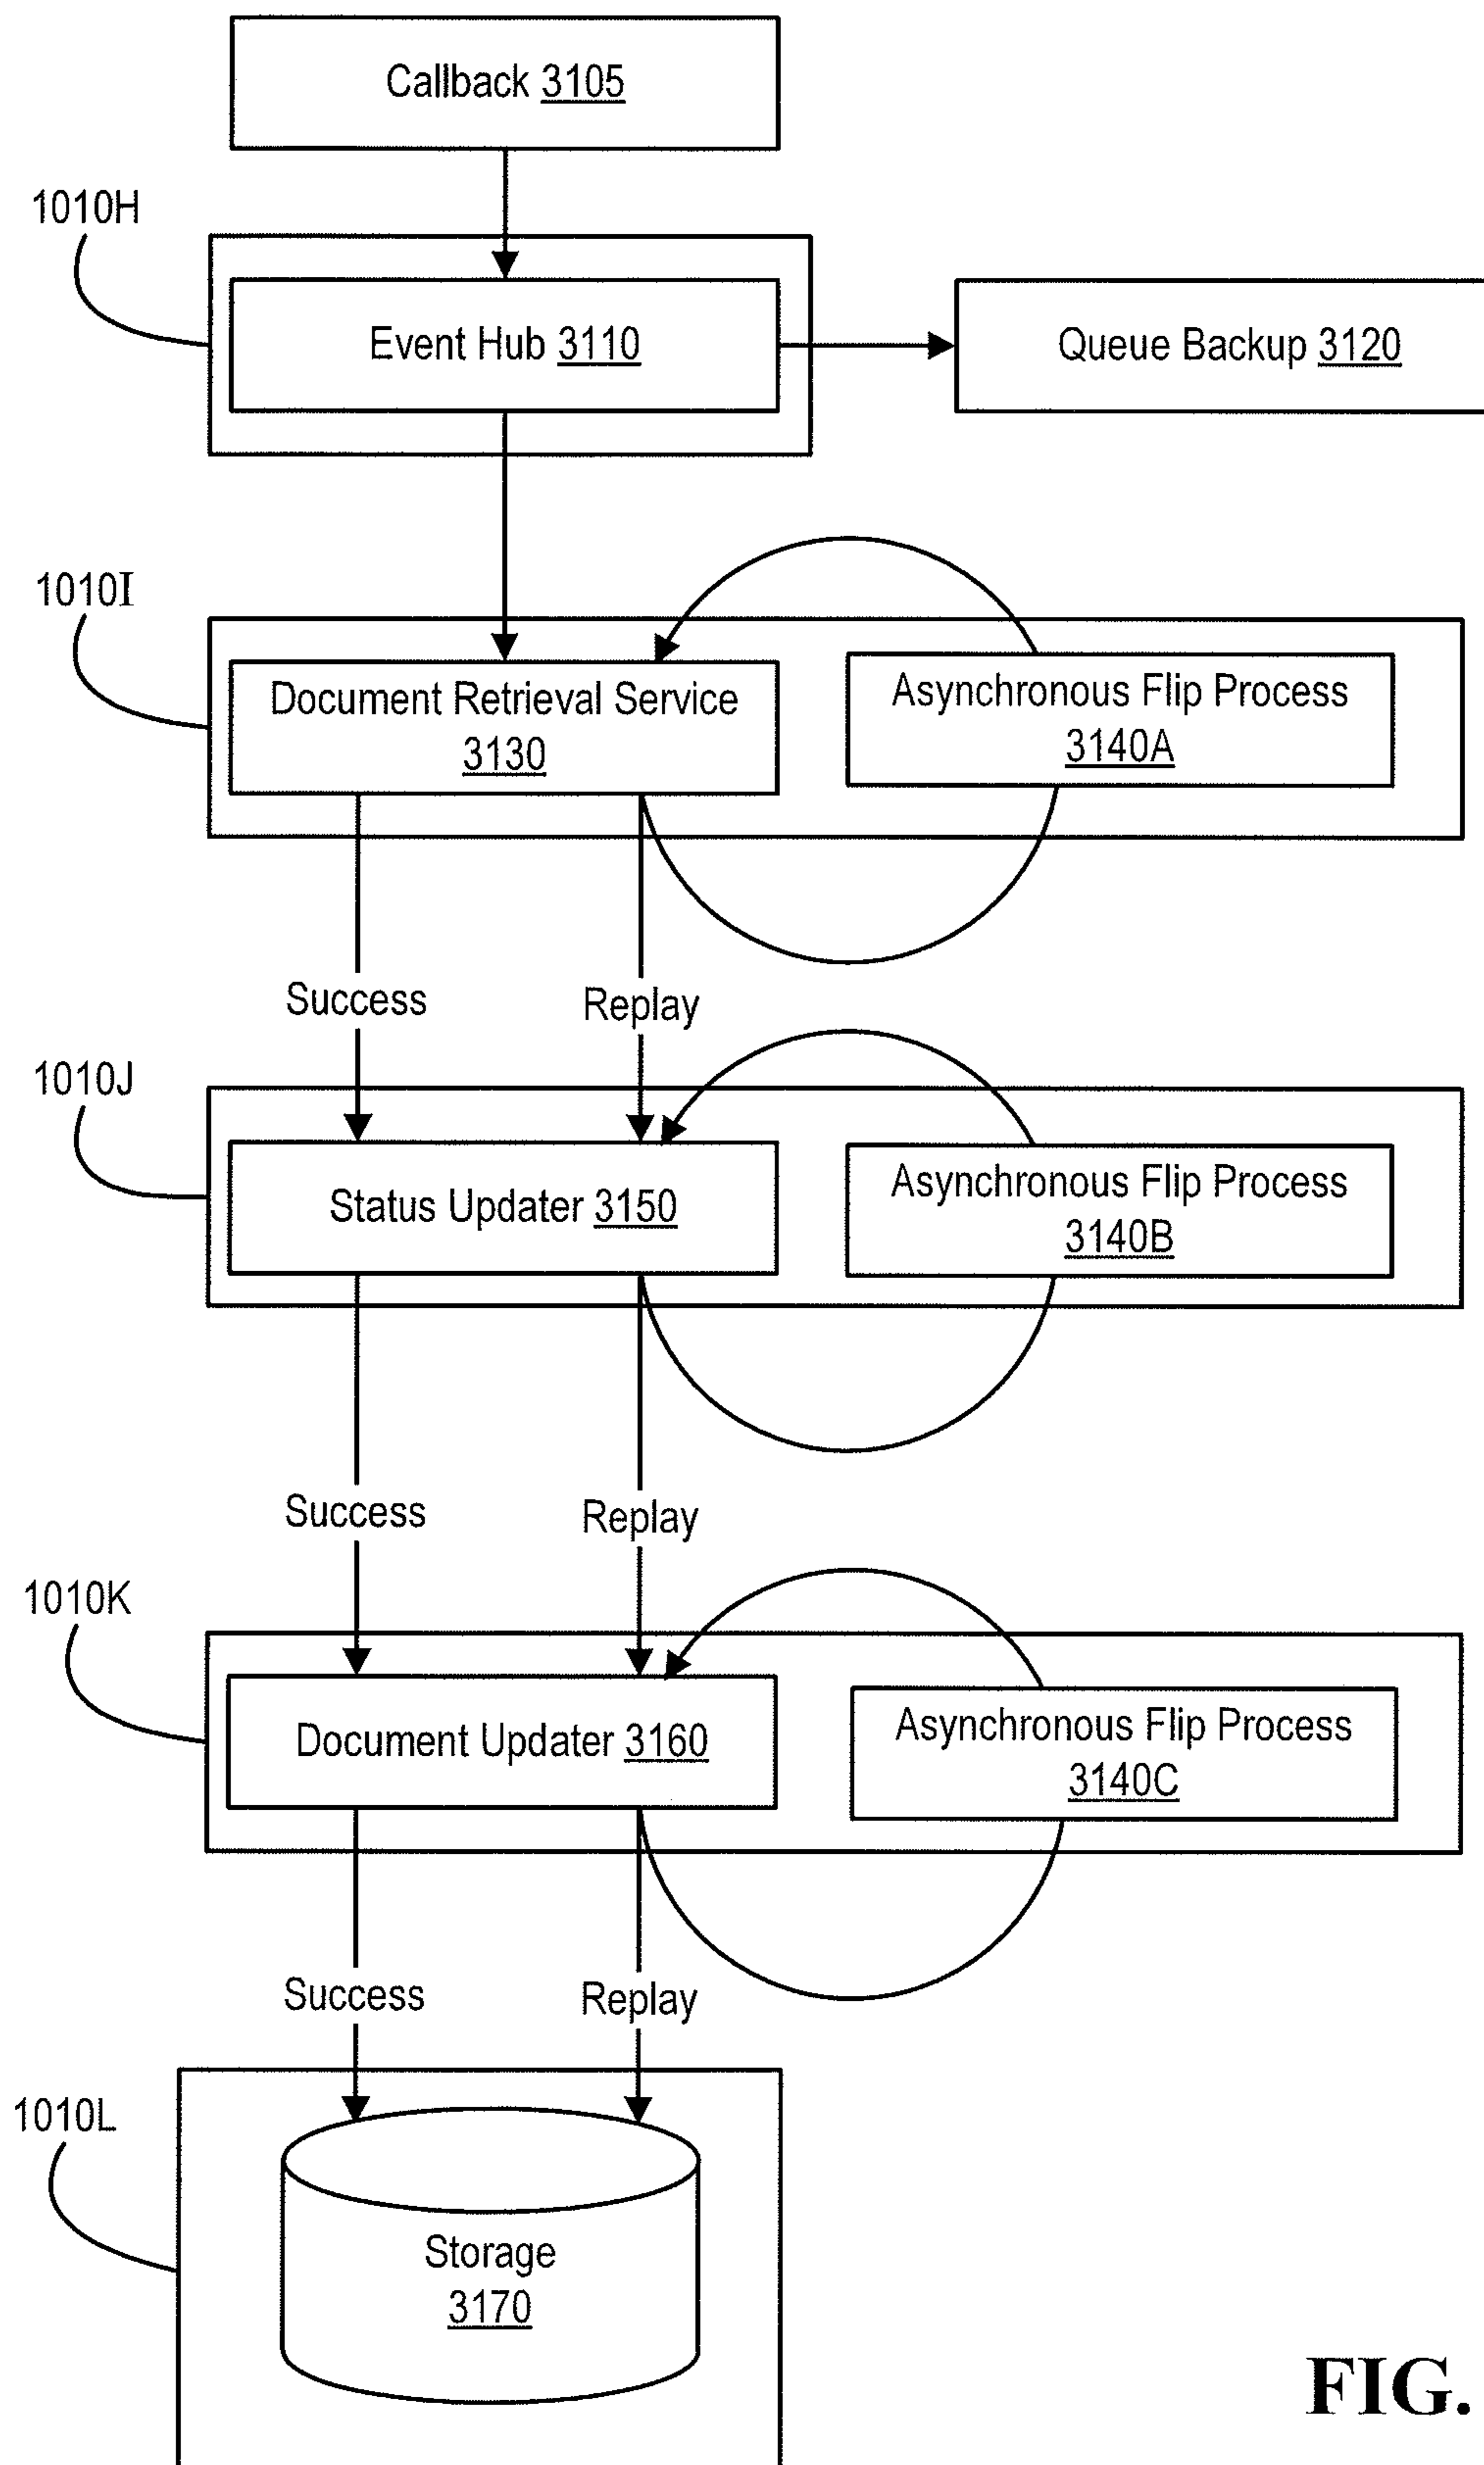 Callback 3105
1010H
Event Hub 3110
Queue Backup 3120
1010I
Document Retrieval Service
3130
Asynchronous Flip Process
3140A
Success
Replay
1010J
Status Updater 3150
Asynchronous Flip Process
3140B
Success
Replay
1010K
Document Updater 3160
Asynchronous Flip Process
3140C
Success
Replay
1010L
Storage
3170
FIG.